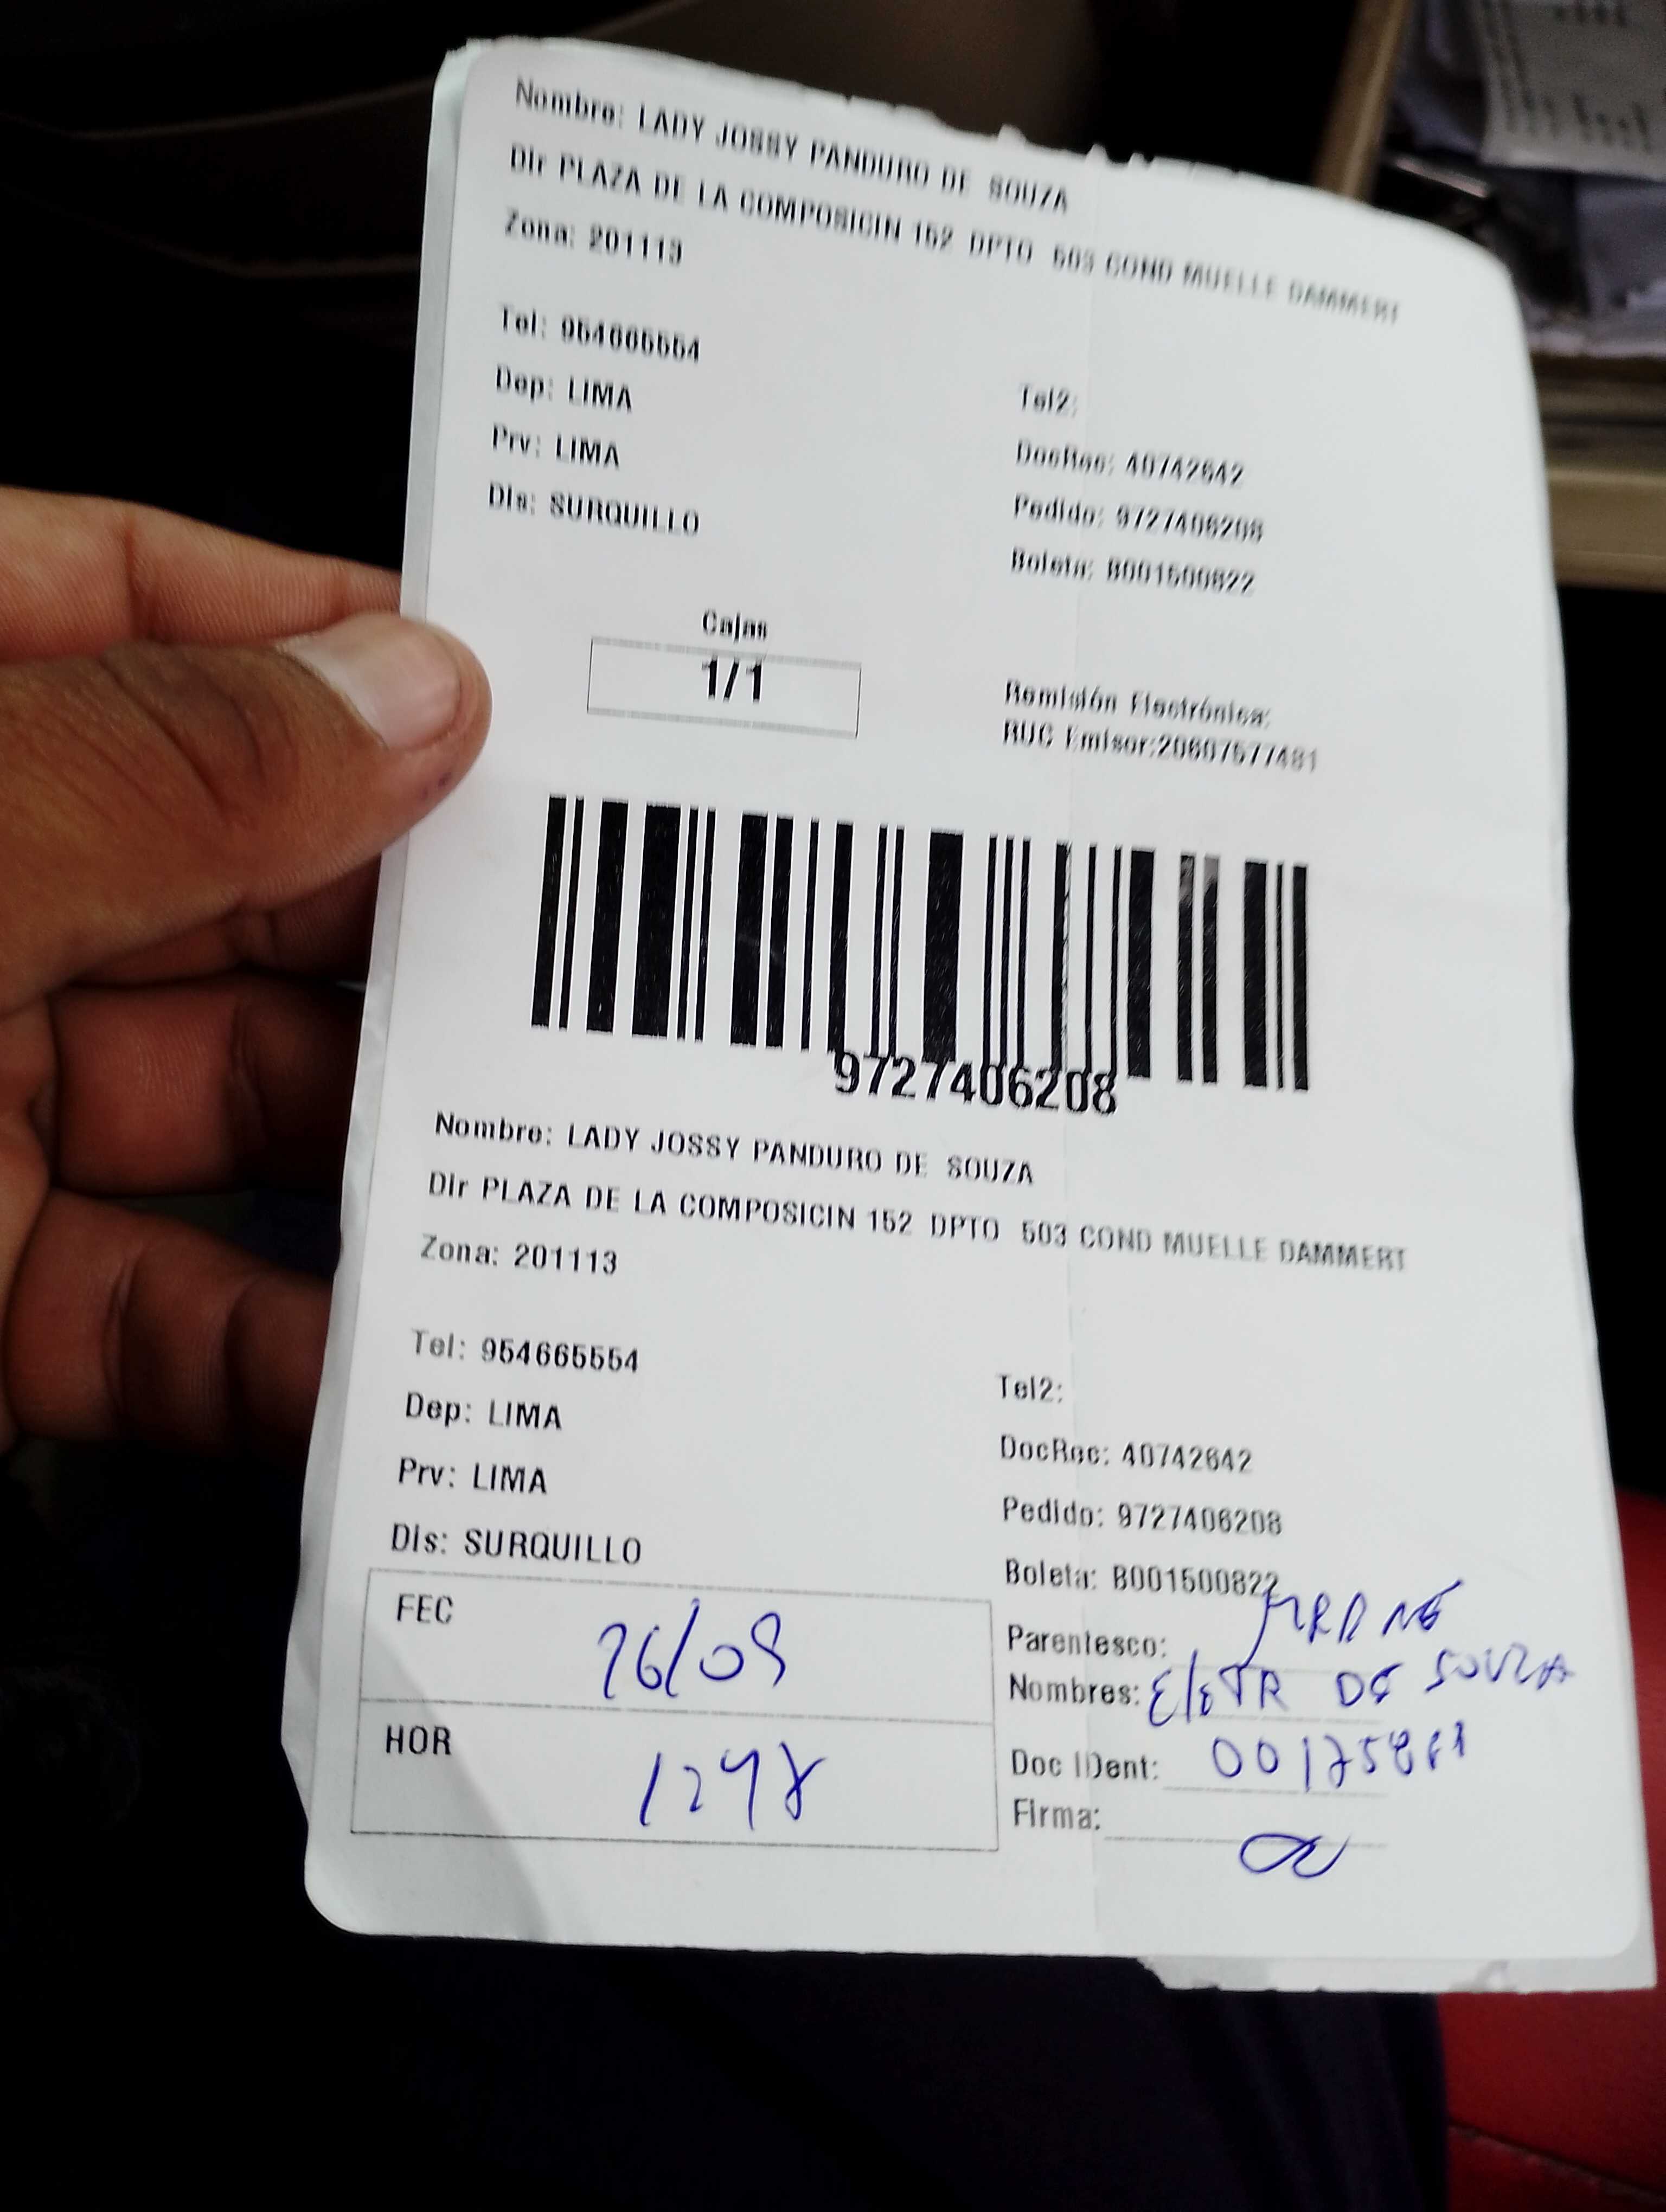 Nombre: LADY JOSSY PANDURO DE SOUZA
Dir PLAZA DE LA COMPOSICIN 152 DPTO 503 COND MUELLE DAMMERT
Zona: 201113
Tel: 954665554
Tel2:
Dep: LIMA
DocRec: 40742642
Prv: LIMA
Pedido: 9727406208
Dis: SURQUILLO
Boleta: B001500822
Cajas
1/1
Remisión Electrónica:
RUC Emisor:20607577481
9727406208
Nombre: LADY JOSSY PANDURO DE SOUZA
Dir PLAZA DE LA COMPOSICIN 152 DPTO 503 COND MUELLE DAMMERT
Zona: 201113
Tel: 954665554
Tel2:
Dep: LIMA
DocRec: 40742642
Prv: LIMA
Pedido: 9727406208
Dis: SURQUILLO
Boleta: B001500822
FEC 26/09
Parentesco:
Nombres: DE SOUZA
HOR
Doc IDent:
Firma: